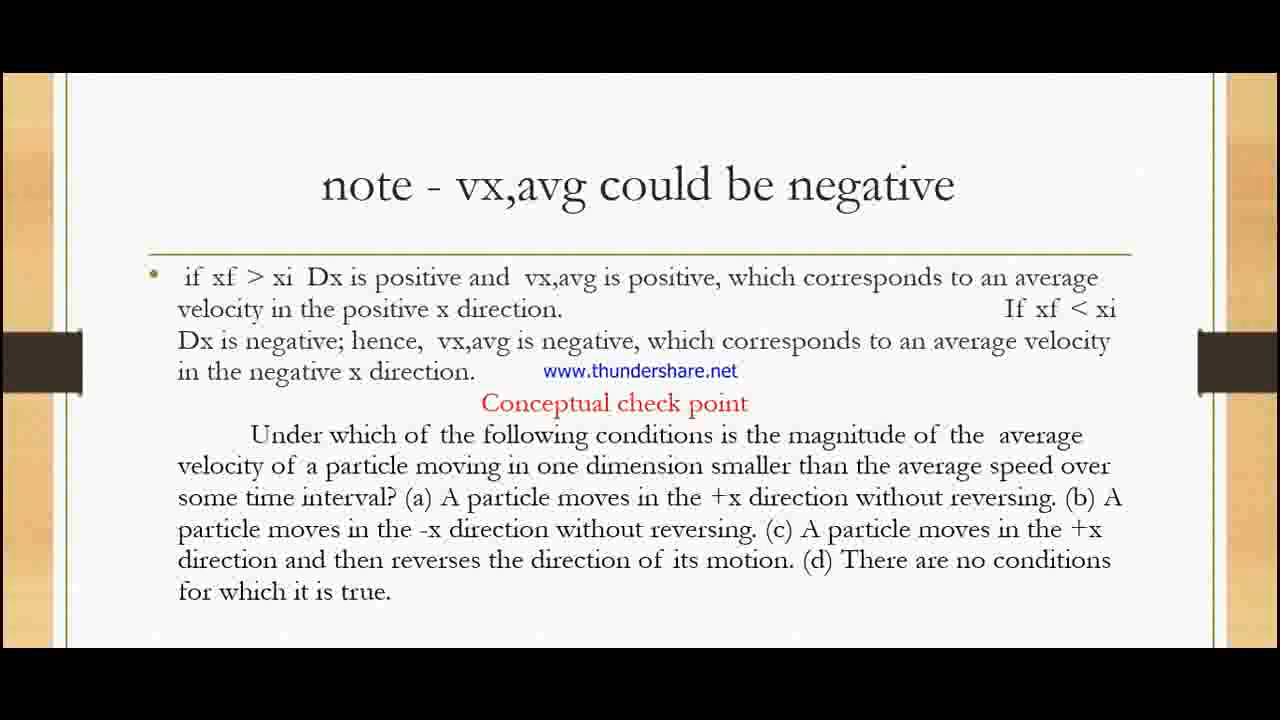 note - vx,avg could be negative
if xf > xi Dx is positive and vx,avg is positive, which corresponds to an average
velocity in the positive x direction. If xf < xi
Dx is negative; hence, vx,avg is negative, which corresponds to an average velocity
in the negative x direction. www.thundershare.net
Conceptual check point
Under which of the following conditions is the magnitude of the average
velocity of a particle moving in one dimension smaller than the average speed over
some time interval? (a) A particle moves in the +x direction without reversing. (b) A
particle moves in the -x direction without reversing. (c) A particle moves in the +x
direction and then reverses the direction of its motion. (d) There are no conditions
for which it is true.